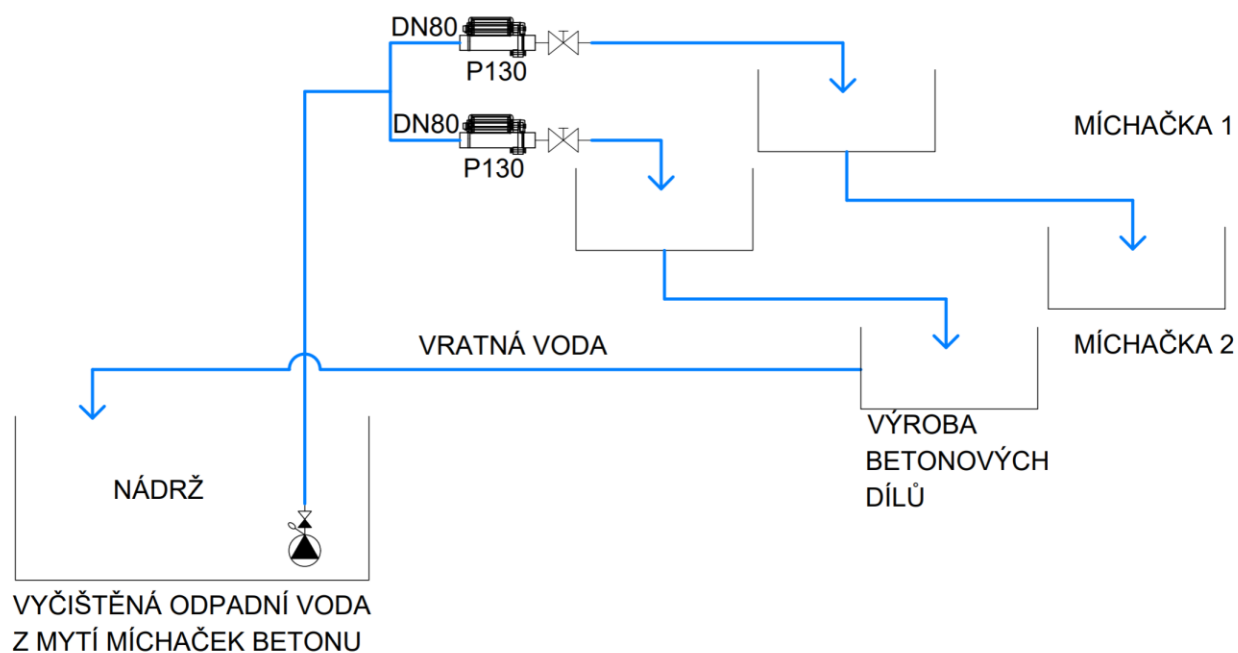 DN80
P130
DN80
P130
MÍCHAČKA 1
MÍCHAČKA 2
VRATNÁ VODA
VÝROBA
BETONOVÝCH
DÍLŮ
NÁDRŽ
VYČIŠTĚNÁ ODPADNÍ VODA
Z MYTÍ MÍCHAČEK BETONU